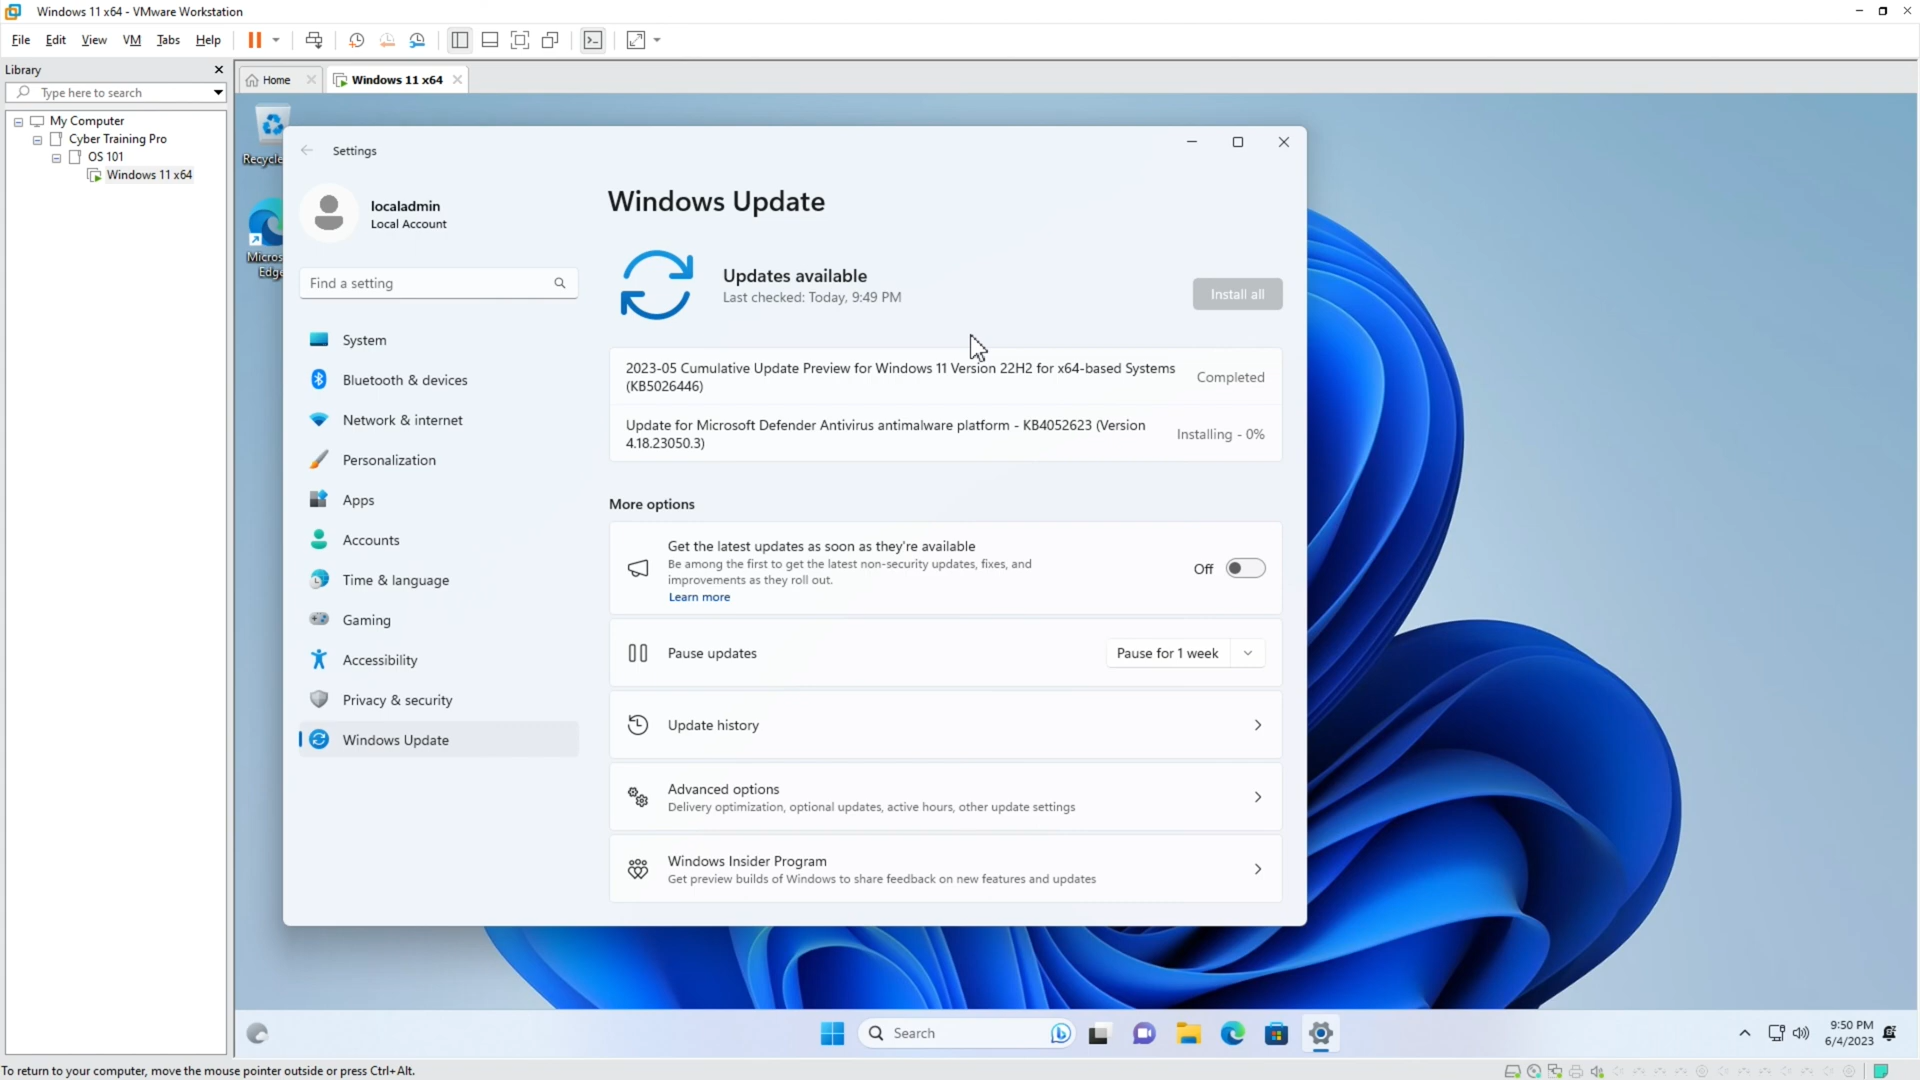 Windows 11 x64 - VMware Workstation
File Edit View VM Tabs Help
Library
Type here to search
My Computer
Cyber Training Pro
OS 101
Windows 11 x64
Home
Windows 11 x64
Recycle
Micros
Edge
Settings
localadmin
Local Account
Find a setting
System
Bluetooth & devices
Network & internet
Personalization
Apps
Accounts
Time & language
Gaming
Accessibility
Privacy & security
Windows Update
Windows Update
Updates available
Last checked: Today, 9:49 PM
Install all
2023-05 Cumulative Update Preview for Windows 11 Version 22H2 for x64-based Systems
(KB5026446)
Completed
Update for Microsoft Defender Antivirus antimalware platform - KB4052623 (Version
4.18.23050.3)
Installing - 0%
More options
Get the latest updates as soon as they're available
Be among the first to get the latest non-security updates, fixes, and
improvements as they roll out.
Learn more
Off
Pause updates
Pause for 1 week
Update history
Advanced options
Delivery optimization, optional updates, active hours, other update settings
Windows Insider Program
Get preview builds of Windows to share feedback on new features and updates
Search
9:50 PM
6/4/2023
To return to your computer, move the mouse pointer outside or press Ctrl+Alt.